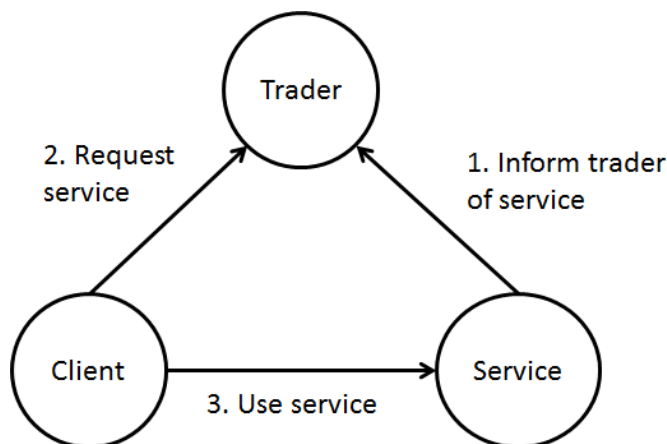 Trader
2. Request
service
1. Inform trader
of service
Client
Service
3. Use service